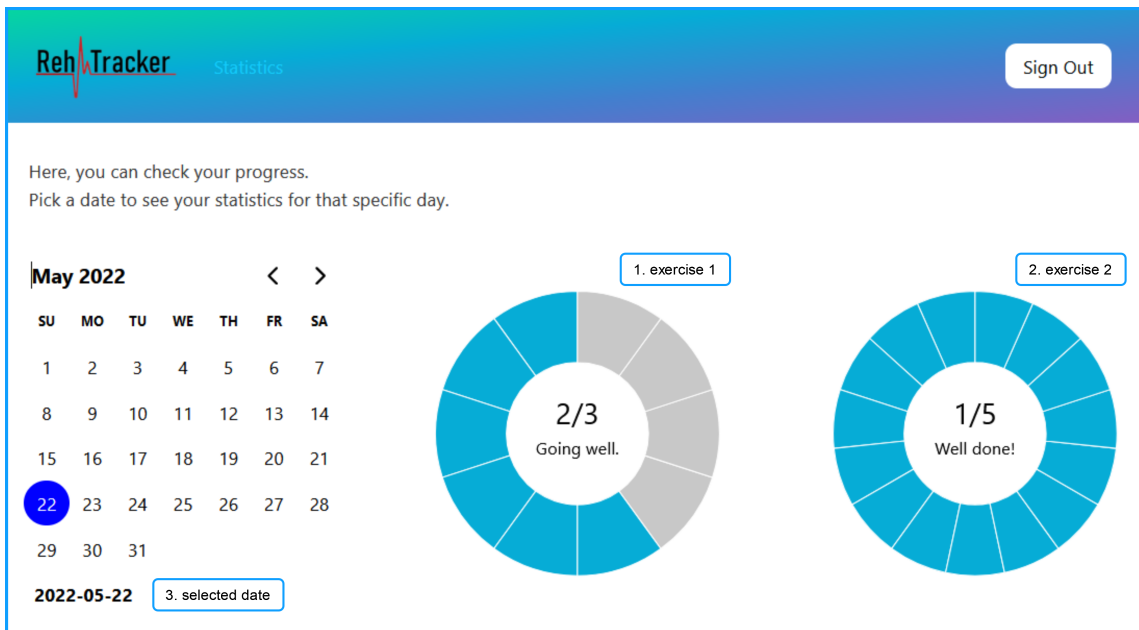 Reh Tracker
Statistics
Sign Out
Here, you can check your progress.
Pick a date to see your statistics for that specific day.
May 2022
SU MO TU WE TH FR SA
1 2 3 4 5 6 7
8 9 10 11 12 13 14
15 16 17 18 19 20 21
22 23 24 25 26 27 28
29 30 31
2022-05-22
3. selected date
1. exercise 1
2/3
Going well.
2. exercise 2
1/5
Well done!